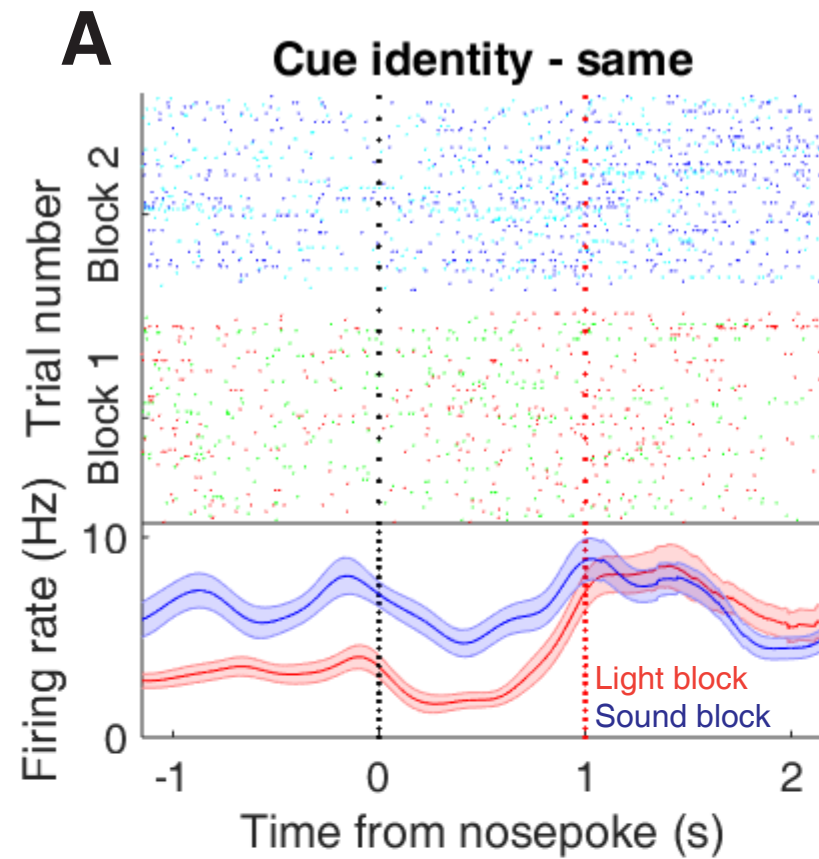 A
Cue identity - same
Trial number
Block 2
Block 1
Firing rate (Hz)
10
0
Light block
Sound block
-1 0 1 2
Time from nosepoke (s)